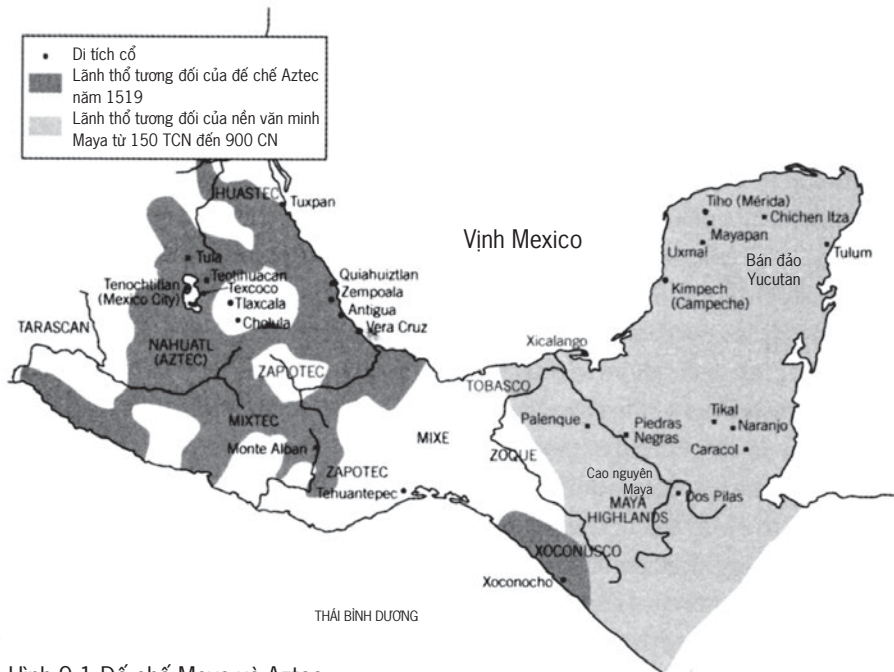 Di tích cổ
Lãnh thổ tương đối của đế chế Aztec
năm 1519
Lãnh thổ tương đối của nền văn minh
Maya từ 150 TCN đến 900 CN
HUASTEC
Tuxpan
Vịnh Mexico
Tiho (Mérida)
Chichen Itza
Mayapan
Uxmal
Bán đảo
Yucutan
Tulum
Kimpech
(Campeche)
Tula
Teotihuacan
Tenochtitlan
(Mexico City)
Texcoco
Tlaxcala
Cholula
Quiahuiztlan
Zempoala
Antigua
Vera Cruz
TARASCAN
NAHUATL
(AZTEC)
ZAPOTEC
Xicalango
TOBASCO
MIXTEC
Monte Alban
MIXE
Palenque
Piedras
Negras
Tikal
Naranjo
Caracol
ZOQUE
ZAPOTEC
Tehuantepec
Cao nguyên
Maya
MAYA
HIGHLANDS
Dos Pilas
XOCONUSCO
Xoconocho
THÁI BÌNH DƯƠNG
Hình 9.1 Đế chế Maya và Aztec